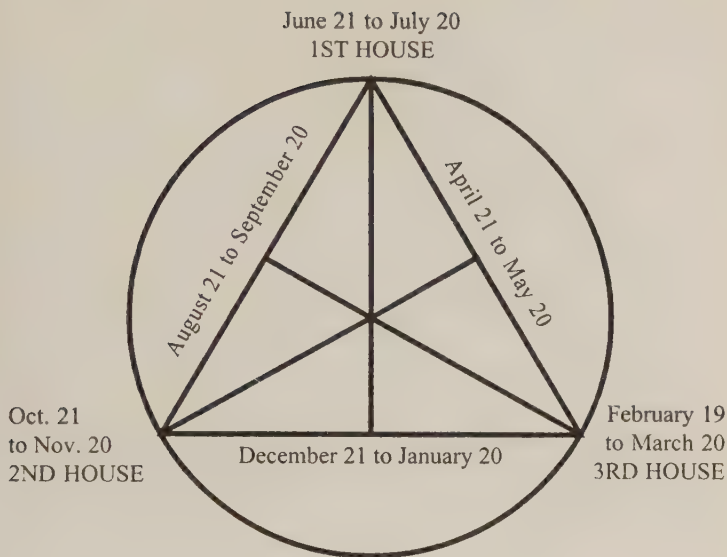 June 21 to July 20
1ST HOUSE
August 21 to September 20
April 21 to May 20
Oct. 21
to Nov. 20
2ND HOUSE
February 19
to March 20
3RD HOUSE
December 21 to January 20